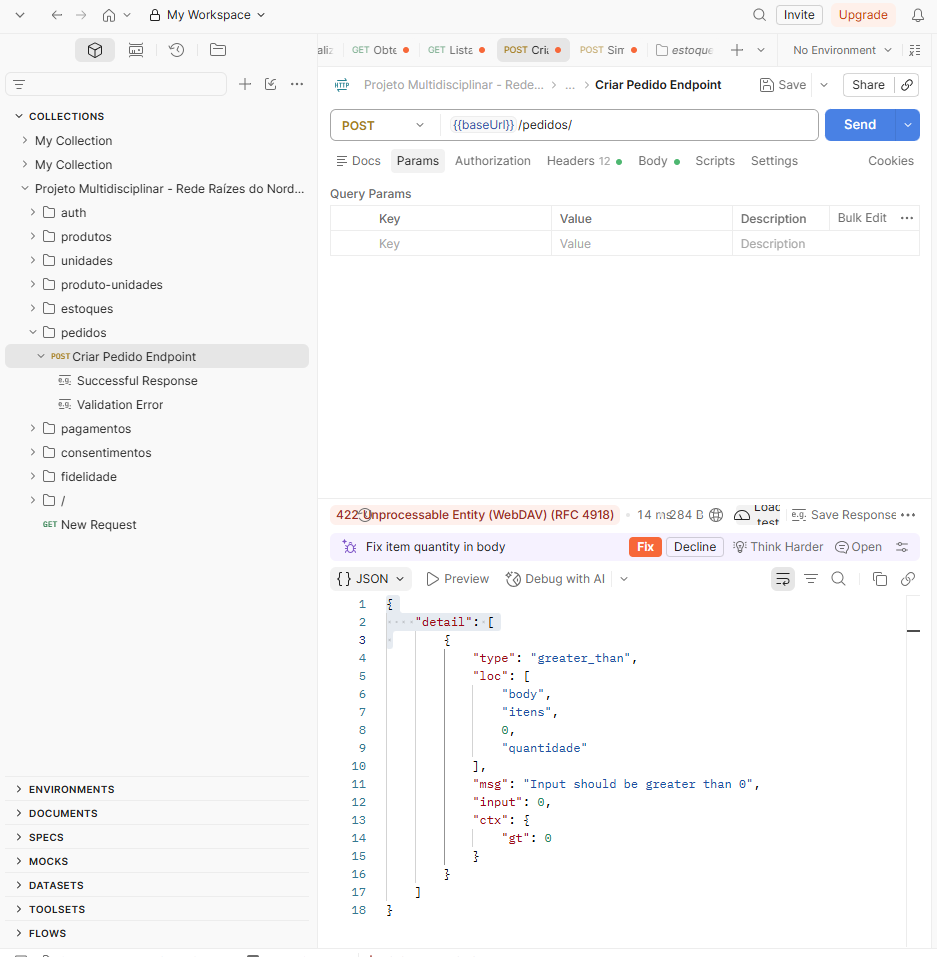 My Workspace
Invite
Upgrade
GET Obte
GET Lista
POST Cri
POST Sim
estoque
No Environment
COLLECTIONS
My Collection
My Collection
Projeto Multidisciplinar - Rede Raízes do Nord...
auth
produtos
unidades
produto-unidades
estoques
pedidos
POST Criar Pedido Endpoint
e.g. Successful Response
e.g. Validation Error
pagamentos
consentimentos
fidelidade
/
GET New Request
ENVIRONMENTS
DOCUMENTS
SPECS
MOCKS
DATASETS
TOOLSETS
FLOWS
HTTP Projeto Multidisciplinar - Rede... > ... > Criar Pedido Endpoint
Save
Share
POST {{baseUrl}} /pedidos/
Send
Docs Params Authorization Headers 12 Body Scripts Settings Cookies
Query Params
Key Value Description Bulk Edit
Key Value Description
422 Unprocessable Entity (WebDAV) (RFC 4918) 14 ms 284 B Load test e.g. Save Response
Fix item quantity in body Fix Decline Think Harder Open
{} JSON Preview Debug with AI
1 {
2 "detail": [
3 {
4 "type": "greater_than",
5 "loc": [
6 "body",
7 "itens",
8 0,
9 "quantidade"
10 ],
11 "msg": "Input should be greater than 0",
12 "input": 0,
13 "ctx": {
14 "gt": 0
15 }
16 }
17 ]
18 }